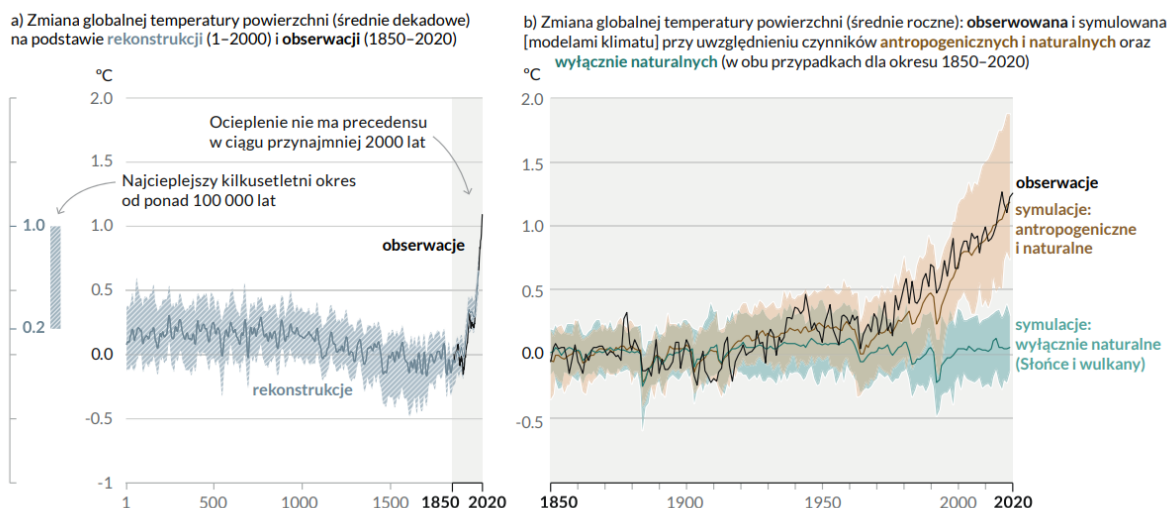 a) Zmiana globalnej temperatury powierzchni (średnie dekadowe)
na podstawie rekonstrukcji (1–2000) i obserwacji (1850–2020)
°C
2.0
1.5
1.0
0.5
0.0
-0.5
-1
1.0
0.2
Ocieplenie nie ma precedensu
w ciągu przynajmniej 2000 lat
Najcieplejszy kilkusetletni okres
od ponad 100 000 lat
obserwacje
rekonstrukcje
1 500 1000 1500 1850 2020
b) Zmiana globalnej temperatury powierzchni (średnie roczne): obserwowana i symulowana
[modelami klimatu] przy uwzględnieniu czynników antropogenicznych i naturalnych oraz
wyłącznie naturalnych (w obu przypadkach dla okresu 1850–2020)
°C
2.0
1.5
1.0
0.5
0.0
-0.5
obserwacje
symulacje:
antropogeniczne
i naturalne
symulacje:
wyłącznie naturalne
(Słońce i wulkany)
1850 1900 1950 2000 2020